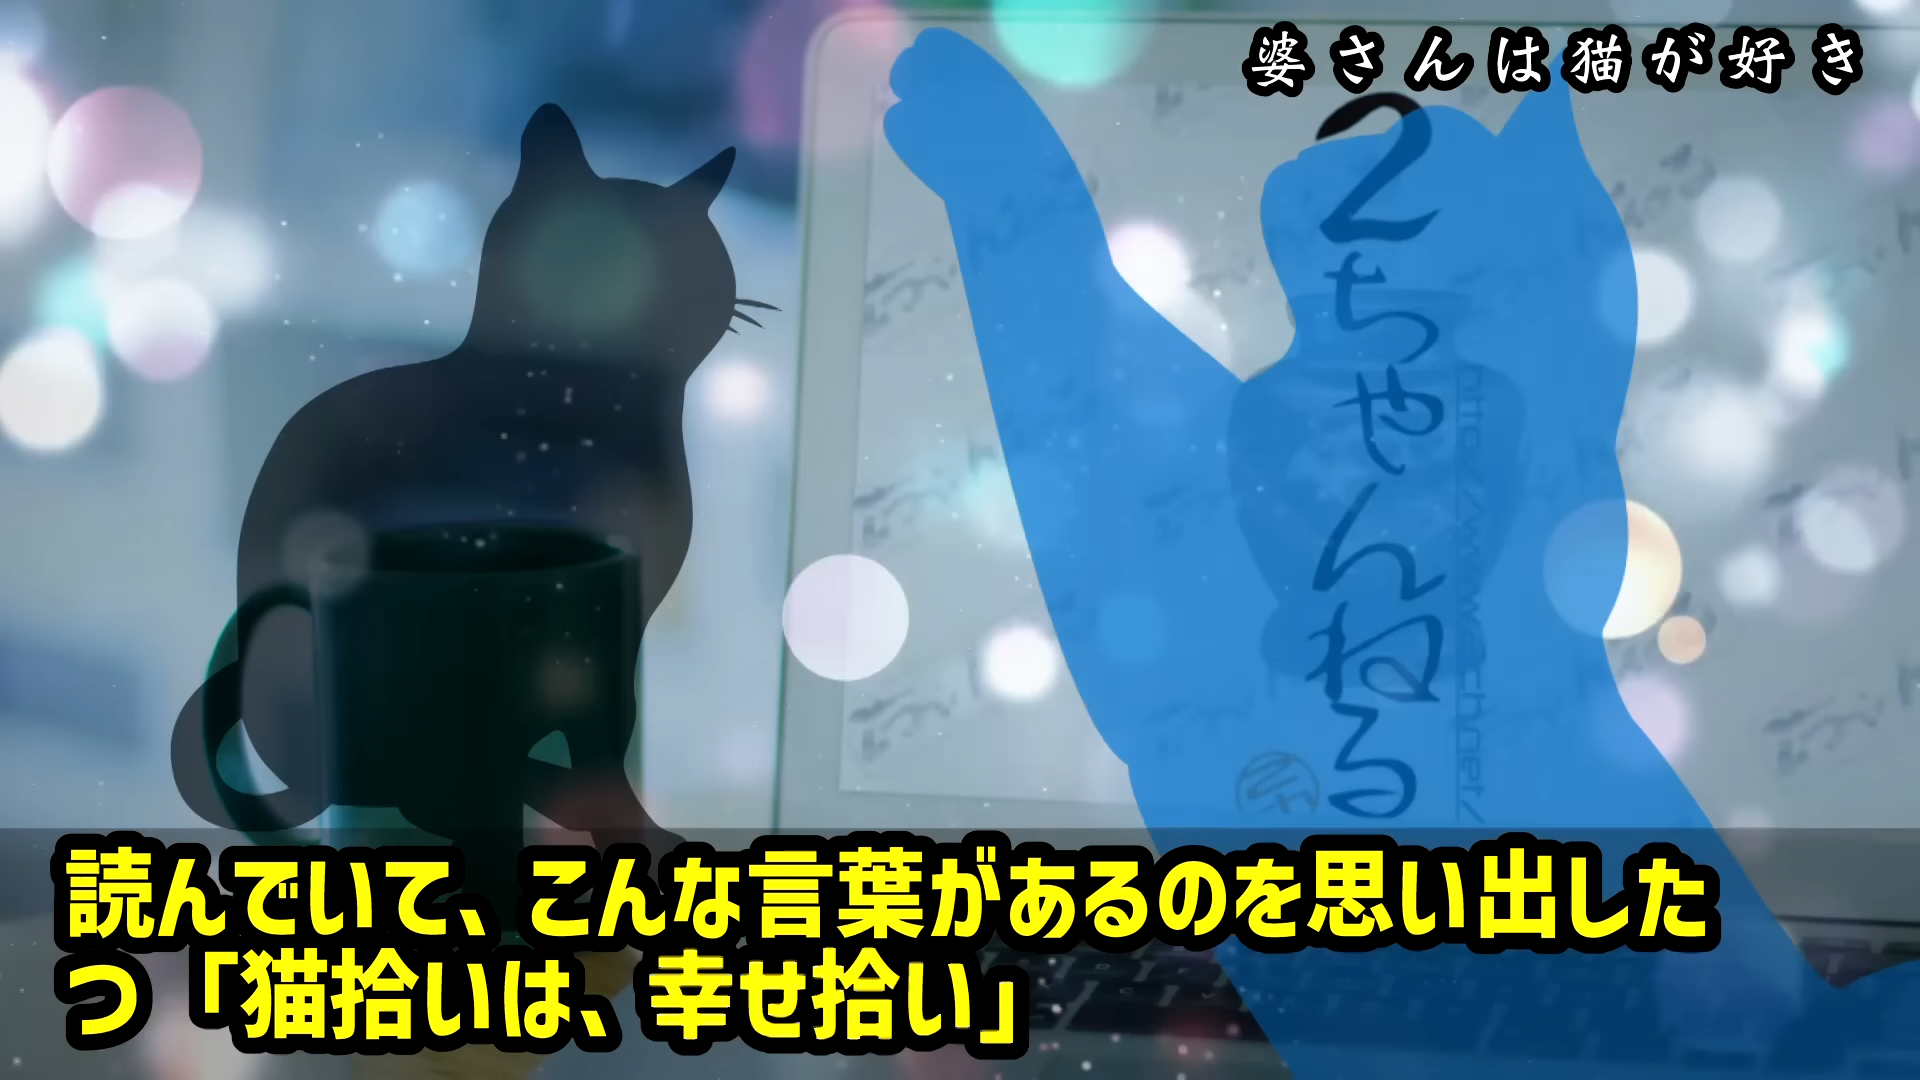 婆さんは猫が好き
2ちゃんねる
読んでいて、こんな言葉があるのを思い出した
つ「猫拾いは、幸せ拾い」